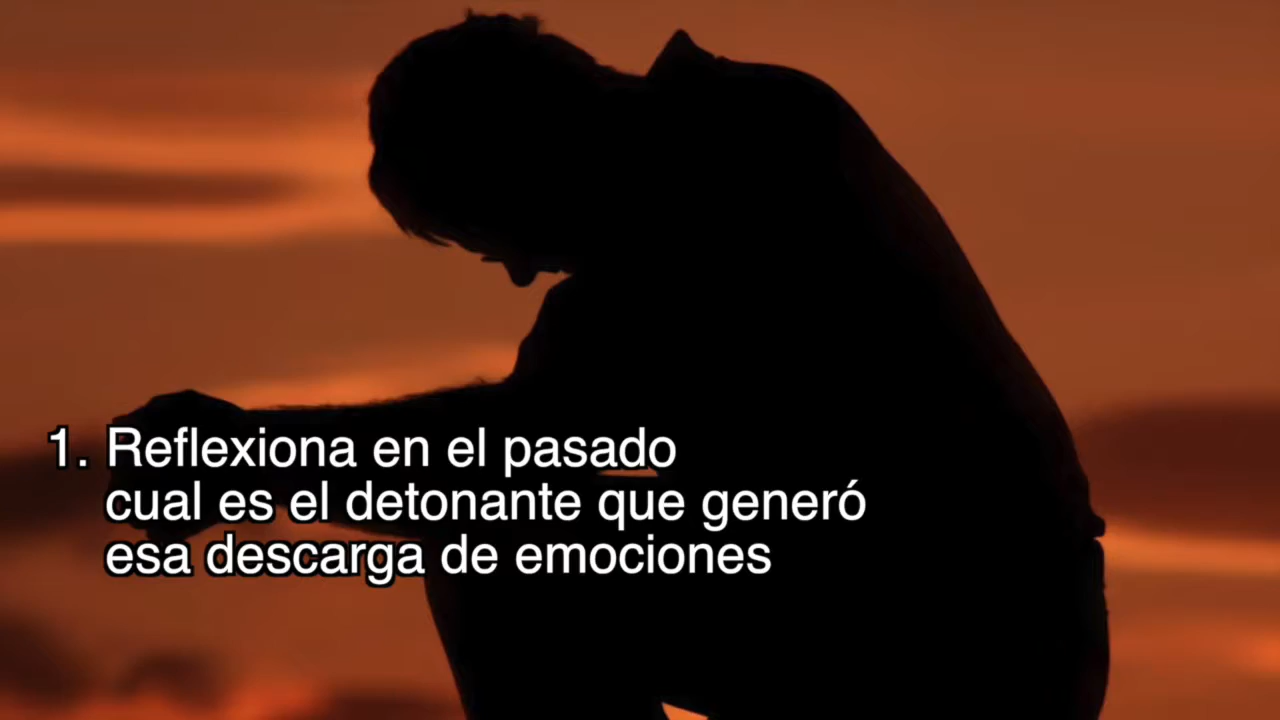 1. Reflexiona en el pasado
cual es el detonante que generó
esa descarga de emociones